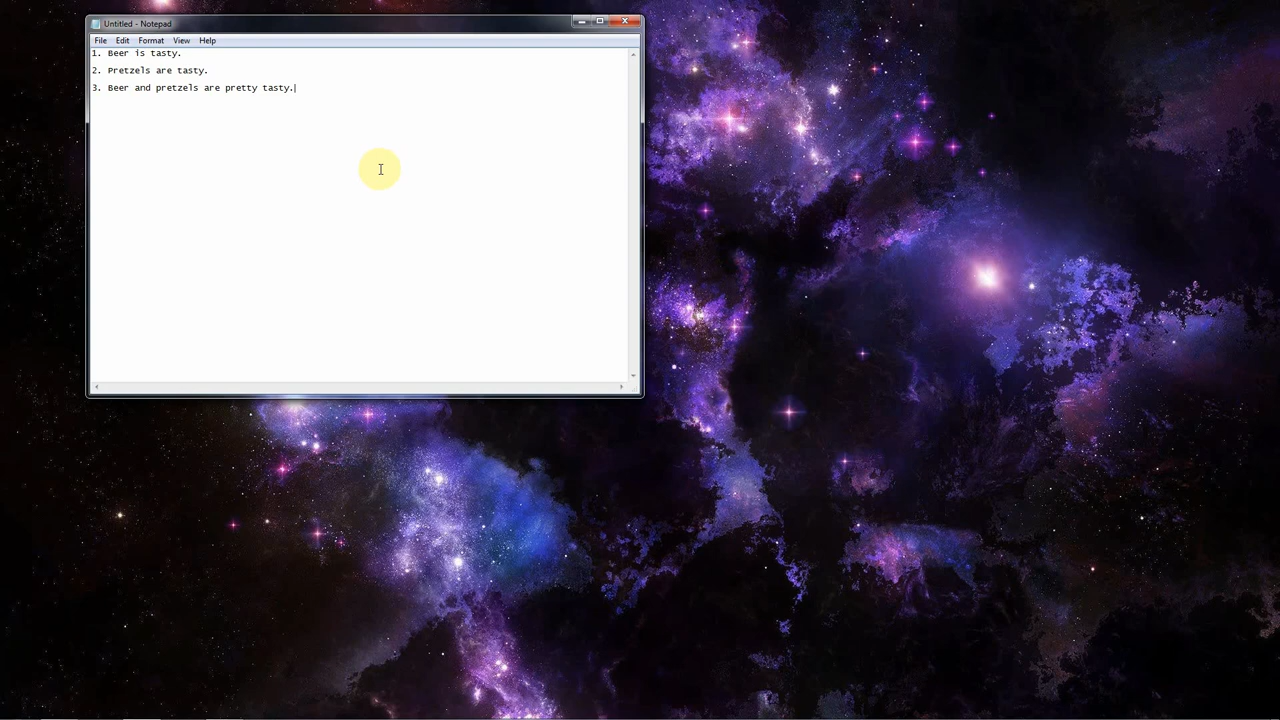 Untitled - Notepad
File Edit Format View Help
1. Beer is tasty.
2. Pretzels are tasty.
3. Beer and pretzels are pretty tasty.